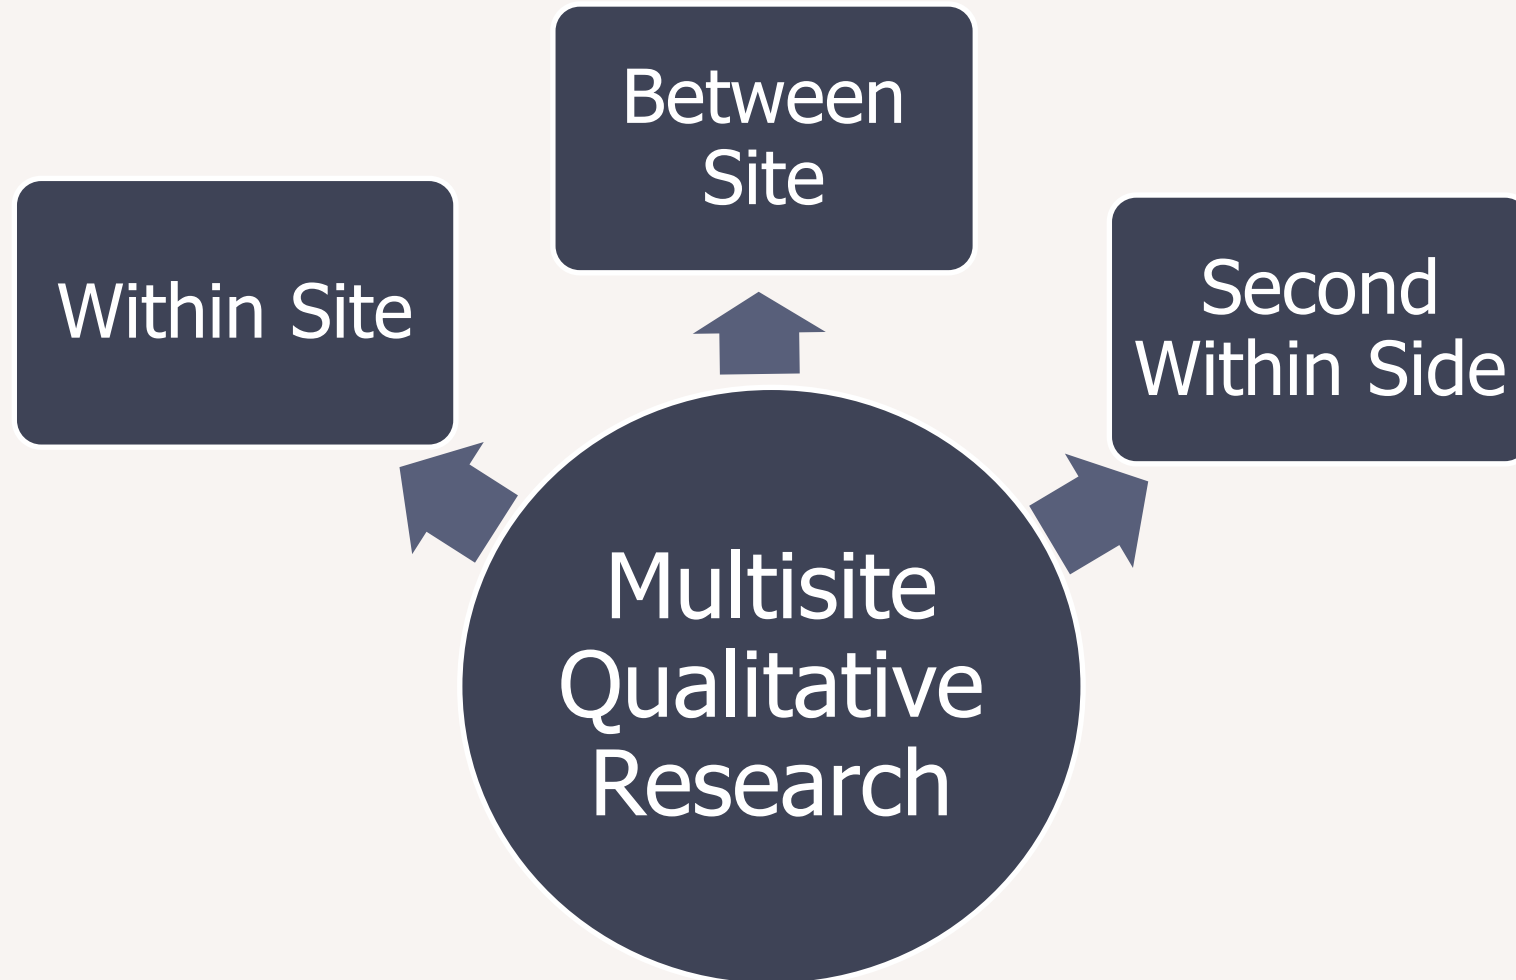 Within Site
Between
Site
Second
Within Side
Multisite
Qualitative
Research